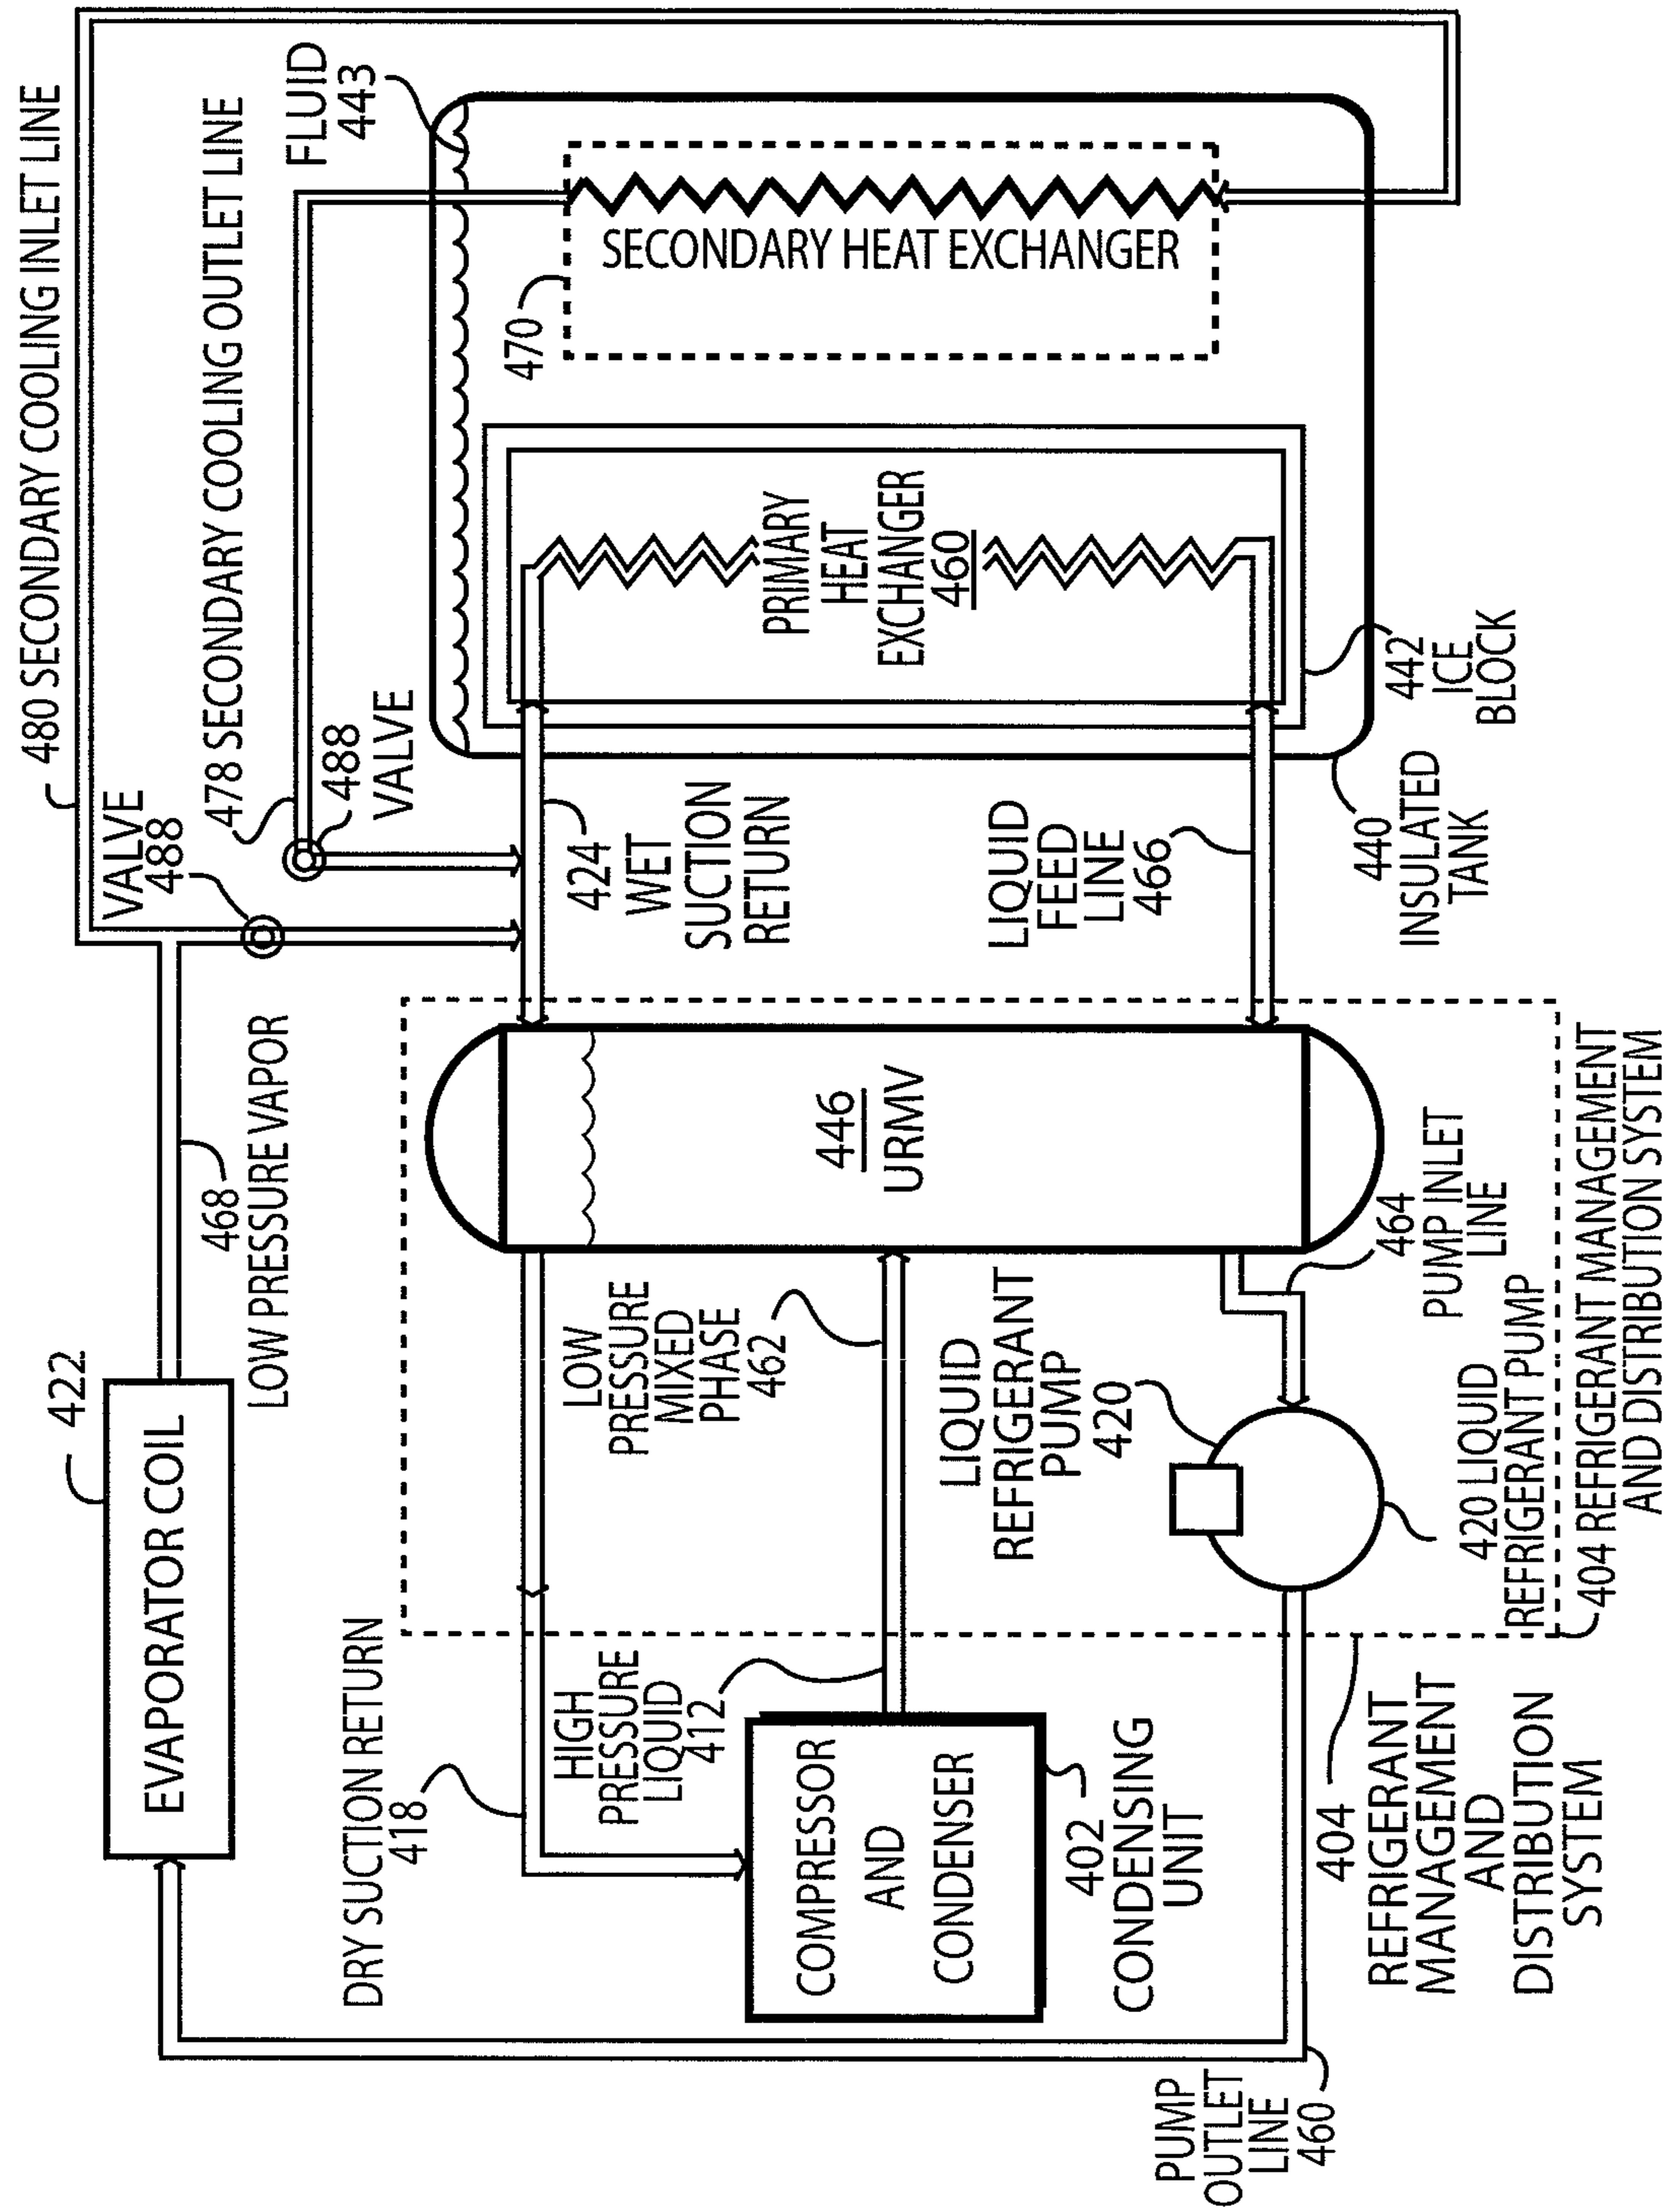 480 SECONDARY COOLING INLET LINE
478 SECONDARY COOLING OUTLET LINE
FLUID
443
VALVE
488
488
VALVE
422
EVAPORATOR COIL
468
LOW PRESSURE VAPOR
470
SECONDARY HEAT EXCHANGER
PRIMARY
HEAT
EXCHANGER
460
424
WET
SUCTION
RETURN
LIQUID
FEED
LINE
466
442
ICE
BLOCK
440
INSULATED
TANK
446
URMV
DRY SUCTION RETURN
418
LOW
PRESSURE
MIXED
PHASE
462
HIGH
PRESSURE
LIQUID
412
COMPRESSOR
AND
CONDENSER
402
CONDENSING
UNIT
LIQUID
REFRIGERANT
PUMP
420
464
PUMP INLET
LINE
420 LIQUID
REFRIGERANT PUMP
404 REFRIGERANT MANAGEMENT
AND DISTRIBUTION SYSTEM
404
REFRIGERANT
MANAGEMENT
AND
DISTRIBUTION
SYSTEM
PUMP
OUTLET
LINE
460